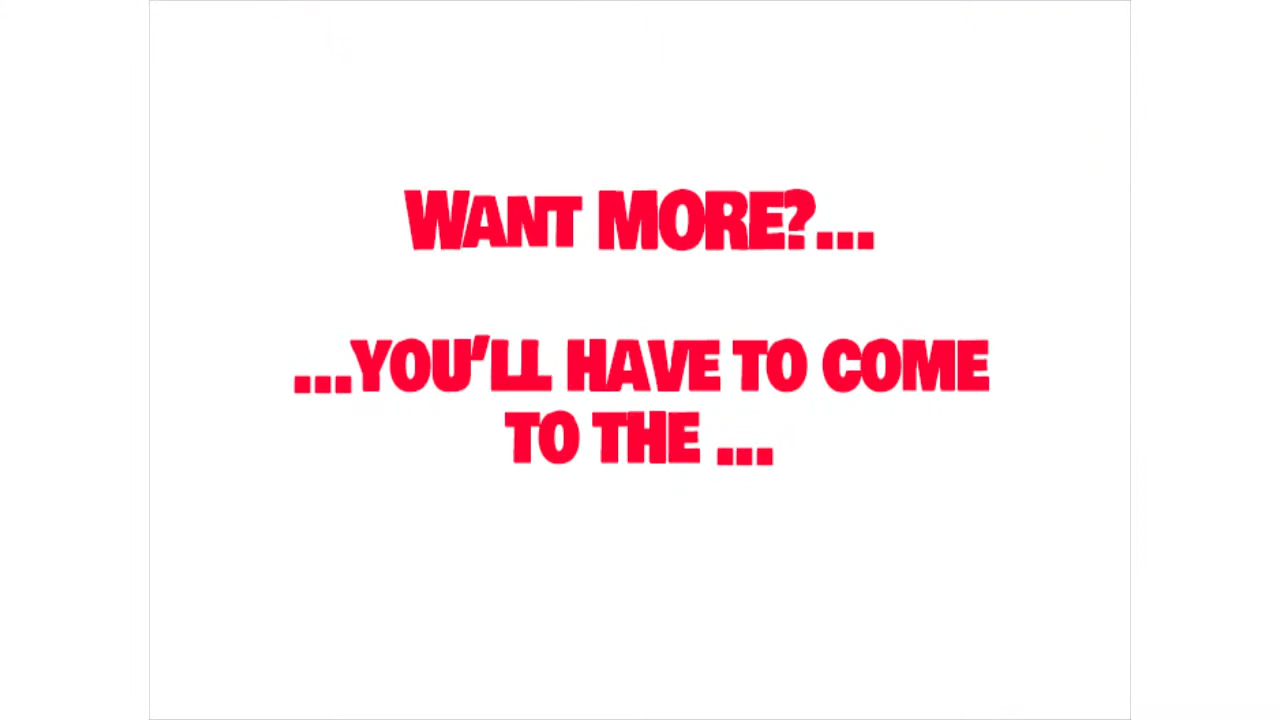 WANT MORE?...
...YOU'LL HAVE TO COME
TO THE ...